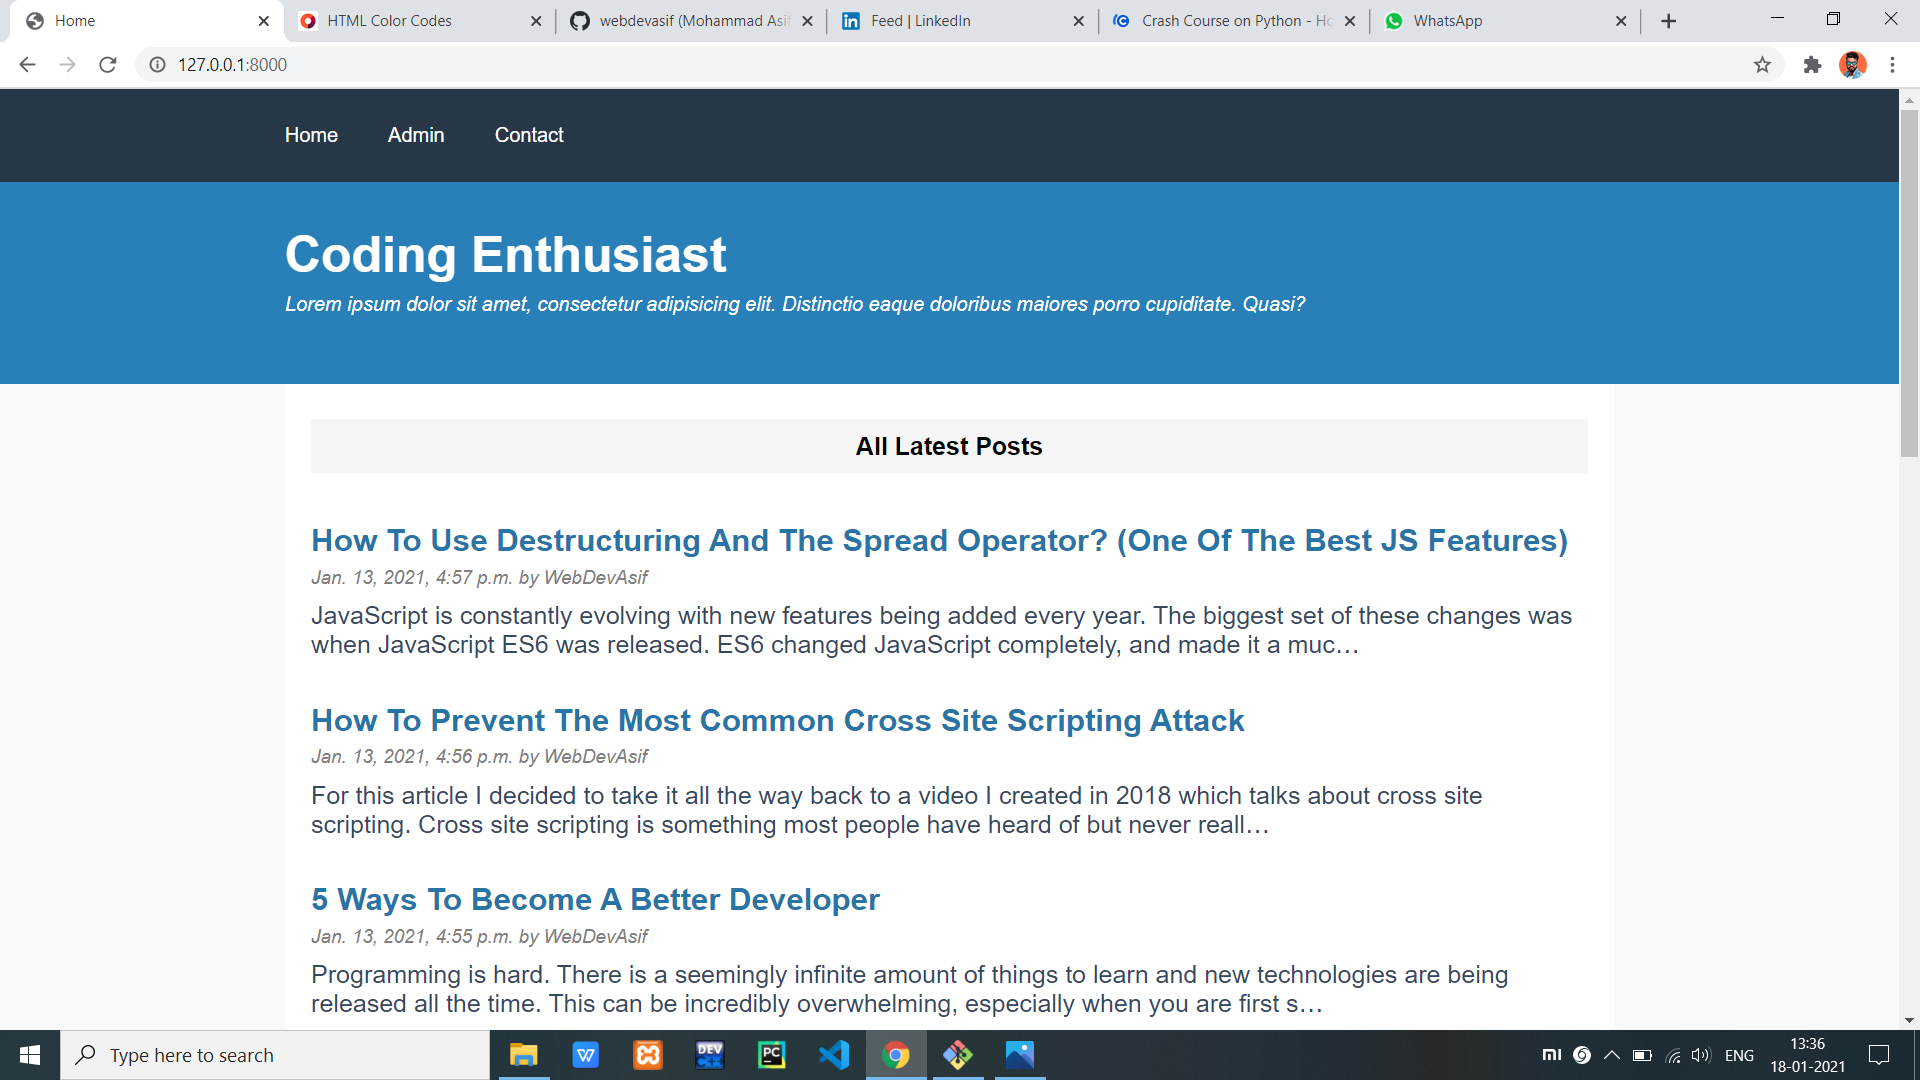 Home
HTML Color Codes
webdevasif (Mohammad Asif
Feed | LinkedIn
Crash Course on Python - Ho
WhatsApp
127.0.0.1:8000
Home Admin Contact
Coding Enthusiast
Lorem ipsum dolor sit amet, consectetur adipisicing elit. Distinctio eaque doloribus maiores porro cupiditate. Quasi?
All Latest Posts
How To Use Destructuring And The Spread Operator? (One Of The Best JS Features)
Jan. 13, 2021, 4:57 p.m. by WebDevAsif
JavaScript is constantly evolving with new features being added every year. The biggest set of these changes was
when JavaScript ES6 was released. ES6 changed JavaScript completely, and made it a muc…
How To Prevent The Most Common Cross Site Scripting Attack
Jan. 13, 2021, 4:56 p.m. by WebDevAsif
For this article I decided to take it all the way back to a video I created in 2018 which talks about cross site
scripting. Cross site scripting is something most people have heard of but never reall…
5 Ways To Become A Better Developer
Jan. 13, 2021, 4:55 p.m. by WebDevAsif
Programming is hard. There is a seemingly infinite amount of things to learn and new technologies are being
released all the time. This can be incredibly overwhelming, especially when you are first s…
Type here to search
DEV
C++
PC
mi
ENG
13:36
18-01-2021